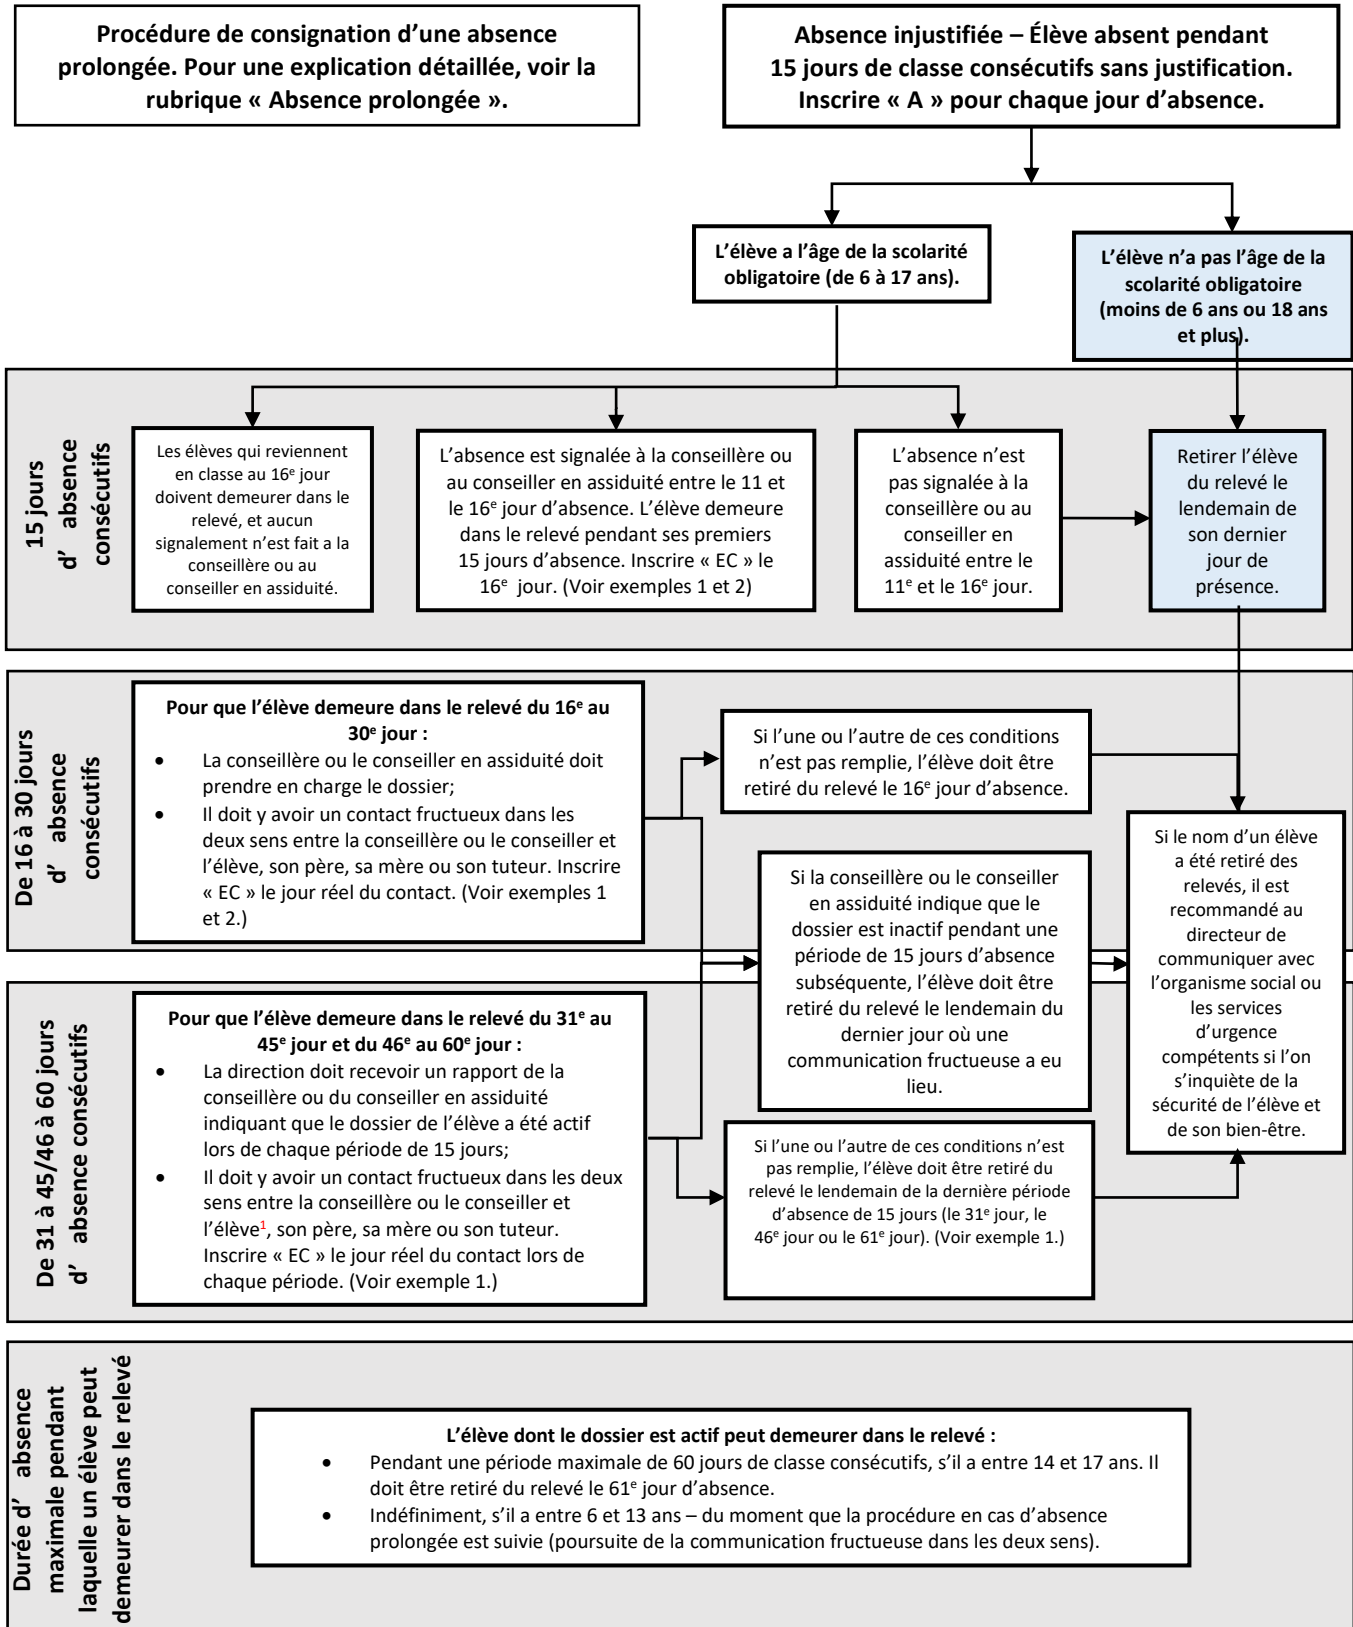 Procédure de consignation d’une absence
prolongée. Pour une explication détaillée, voir la
rubrique « Absence prolongée ».
Absence injustifiée – Élève absent pendant
15 jours de classe consécutifs sans justification.
Inscrire « A » pour chaque jour d’absence.
L’élève a l’âge de la scolarité
obligatoire (de 6 à 17 ans).
L’élève n’a pas l’âge de la
scolarité obligatoire
(moins de 6 ans ou 18 ans
et plus).
15 jours
d’ absence
consécutifs
Les élèves qui reviennent
en classe au 16e jour
doivent demeurer dans le
relevé, et aucun
signalement n’est fait a la
conseillère ou au
conseiller en assiduité.
L’absence est signalée à la conseillère ou
au conseiller en assiduité entre le 11 et
le 16e jour d’absence. L’élève demeure
dans le relevé pendant ses premiers
15 jours d’absence. Inscrire « EC » le
16e jour. (Voir exemples 1 et 2)
L’absence n’est
pas signalée à la
conseillère ou au
conseiller en
assiduité entre le
11e et le 16e jour.
Retirer l’élève
du relevé le
lendemain de
son dernier
jour de
présence.
De 16 à 30 jours
d’ absence
consécutifs
Pour que l’élève demeure dans le relevé du 16e au
30e jour :
• La conseillère ou le conseiller en assiduité doit
prendre en charge le dossier;
• Il doit y avoir un contact fructueux dans les
deux sens entre la conseillère ou le conseiller et
l’élève, son père, sa mère ou son tuteur. Inscrire
« EC » le jour réel du contact. (Voir exemples 1
et 2.)
Si l’une ou l’autre de ces conditions
n’est pas remplie, l’élève doit être
retiré du relevé le 16e jour d’absence.
Si la conseillère ou le conseiller
en assiduité indique que le
dossier est inactif pendant une
période de 15 jours d’absence
subséquente, l’élève doit être
retiré du relevé le lendemain du
dernier jour où une
communication fructueuse a eu
lieu.
Si le nom d’un élève
a été retiré des
relevés, il est
recommandé au
directeur de
communiquer avec
l’organisme social ou
les services
d’urgence
compétents si l’on
s’inquiète de la
sécurité de l’élève et
de son bien-être.
De 31 à 45/46 à 60 jours
d’ absence consécutifs
Pour que l’élève demeure dans le relevé du 31e au
45e jour et du 46e au 60e jour :
• La direction doit recevoir un rapport de la
conseillère ou du conseiller en assiduité
indiquant que le dossier de l’élève a été actif
lors de chaque période de 15 jours;
• Il doit y avoir un contact fructueux dans les deux
sens entre la conseillère ou le conseiller et
l’élève1, son père, sa mère ou son tuteur.
Inscrire « EC » le jour réel du contact lors de
chaque période. (Voir exemple 1.)
Si l’une ou l’autre de ces conditions n’est
pas remplie, l’élève doit être retiré du
relevé le lendemain de la dernière période
d’absence de 15 jours (le 31e jour, le
46e jour ou le 61e jour). (Voir exemple 1.)
Durée d’ absence
maximale pendant
laquelle un élève peut
demeurer dans le relevé
L’élève dont le dossier est actif peut demeurer dans le relevé :
• Pendant une période maximale de 60 jours de classe consécutifs, s’il a entre 14 et 17 ans. Il
doit être retiré du relevé le 61e jour d’absence.
• Indéfiniment, s’il a entre 6 et 13 ans – du moment que la procédure en cas d’absence
prolongée est suivie (poursuite de la communication fructueuse dans les deux sens).